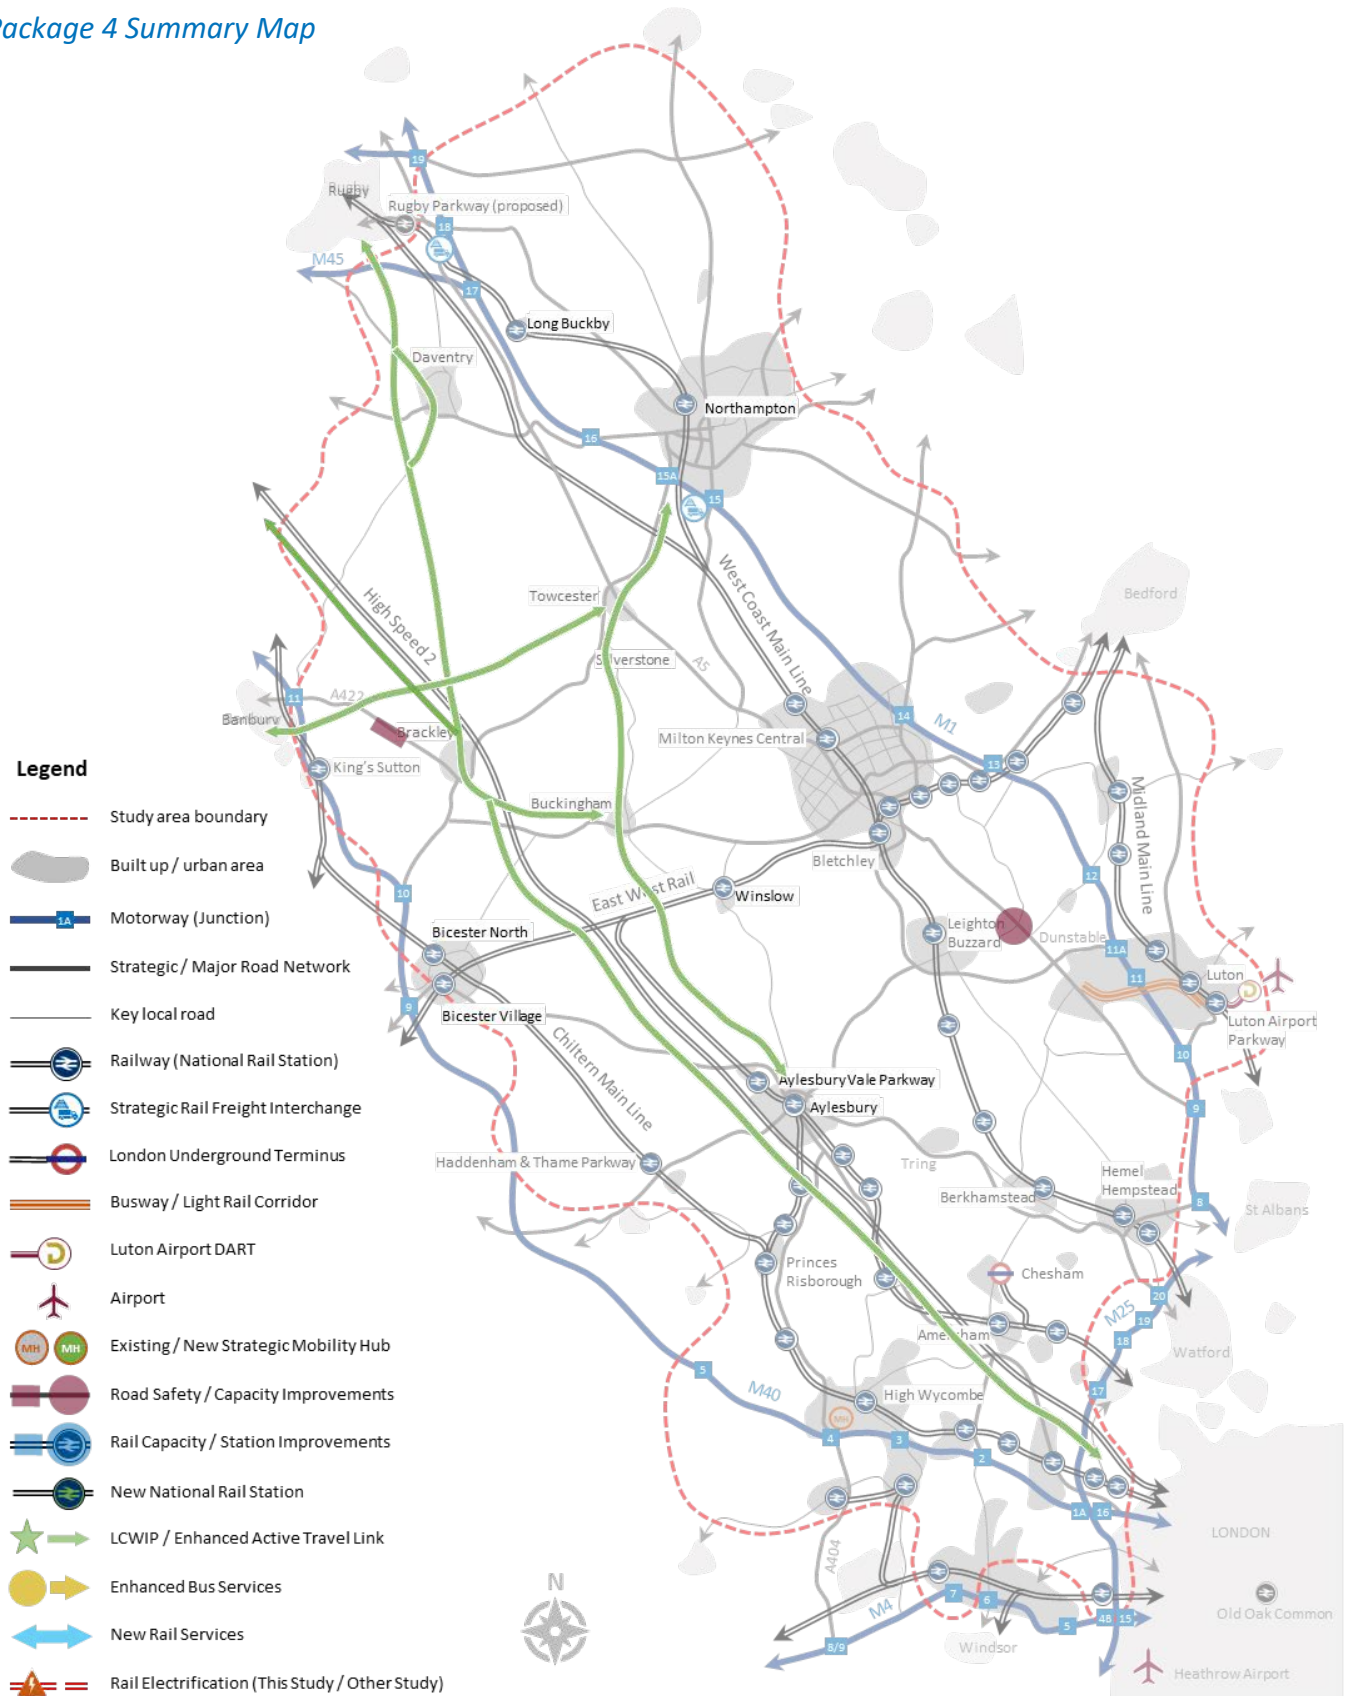 Package 4 Summary Map
19
Rugby
Rugby Parkway (proposed)
18
M45
17
Long Buckby
Daventry
Northampton
16
15A
15
West Coast Main Line
Bedford
High Speed 2
Towcester
Silverstone
A5
11
A422
Banbury
Brackley
14
M1
Milton Keynes Central
13
King's Sutton
Midland Main Line
Buckingham
Bletchley
12
10
East West Rail
Winslow
Bicester North
Leighton
Buzzard
Dunstable
11A
11
Luton
9
Bicester Village
Luton Airport
Parkway
Chiltern Main Line
10
Aylesbury Vale Parkway
Aylesbury
9
Haddenham & Thame Parkway
Tring
Hemel
Hempstead
Berkhamstead
8
St Albans
Princes
Risborough
Chesham
20
M25
19
18
Amersham
Watford
5
17
M40
High Wycombe
MH
4
3
2
1A
16
LONDON
A404
7
6
M4
5
4B
15
Old Oak Common
8/9
Windsor
Heathrow Airport
N
Legend
Study area boundary
Built up / urban area
1A
Motorway (Junction)
Strategic / Major Road Network
Key local road
Railway (National Rail Station)
Strategic Rail Freight Interchange
London Underground Terminus
Busway / Light Rail Corridor
Luton Airport DART
Airport
MH MH
Existing / New Strategic Mobility Hub
Road Safety / Capacity Improvements
Rail Capacity / Station Improvements
New National Rail Station
LCWIP / Enhanced Active Travel Link
Enhanced Bus Services
New Rail Services
Rail Electrification (This Study / Other Study)